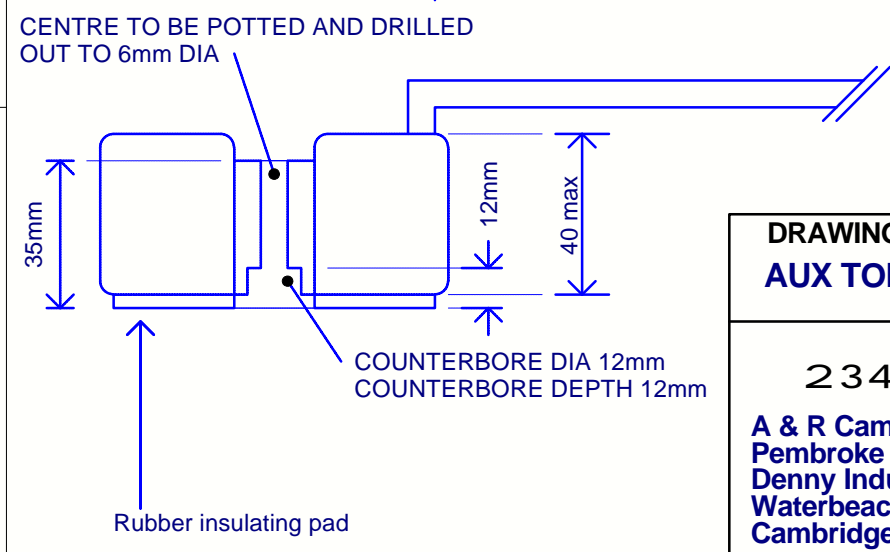 CENTRE TO BE POTTED AND DRILLED
OUT TO 6mm DIA
35mm
12mm
40 max
COUNTERBORE DIA 12mm
COUNTERBORE DEPTH 12mm
Rubber insulating pad
DRAWING
AUX
234
A & R Cam
Pembroke
Denny Indu
Waterbeac
Cambridge